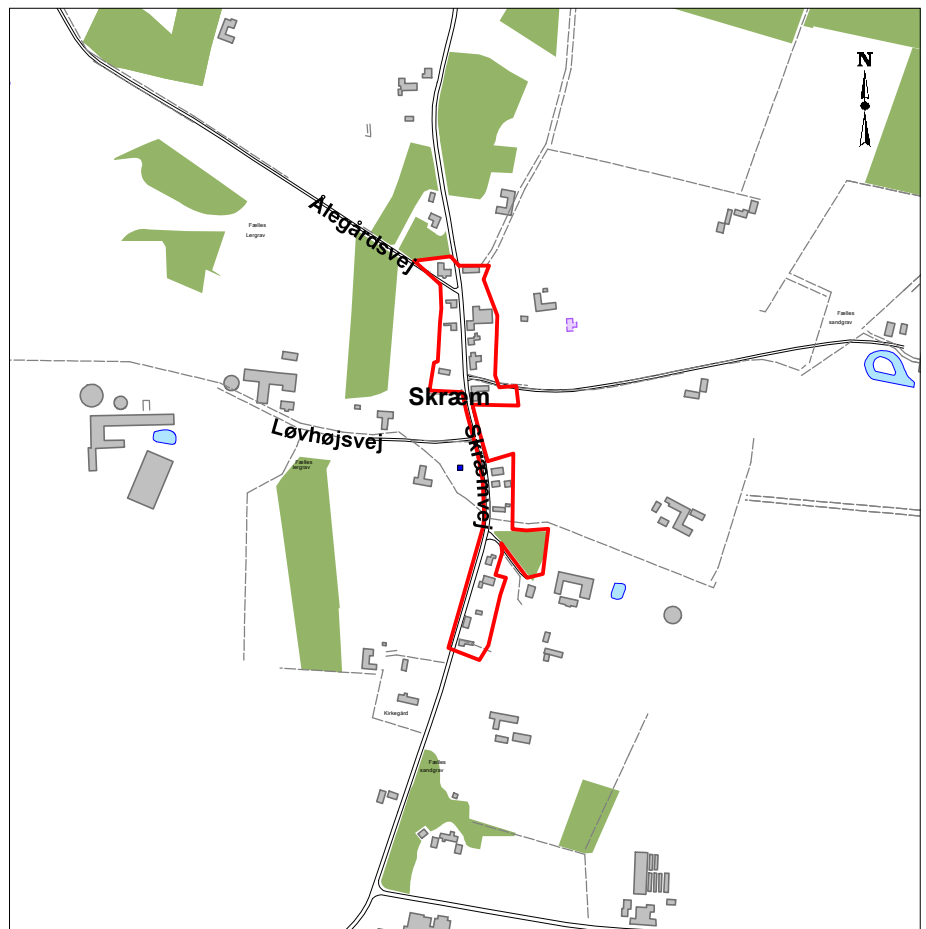 N
Ålegårdsvej
Fælles
Lergrav
Fælles
sandgrav
Skræm
Løvhøjsvej
Skræmvej
Fælles
lergrav
Kirkegård
Fælles
sandgrav